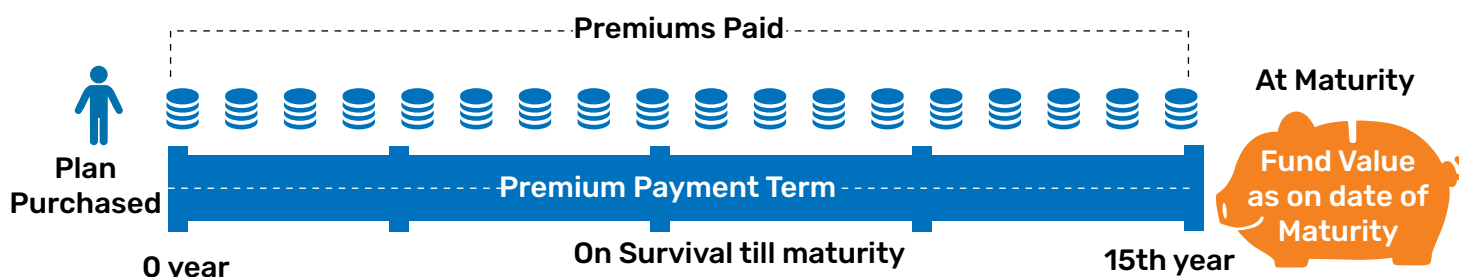 Premiums Paid
At Maturity
Plan
Purchased
Premium Payment Term
Fund Value
as on date of
Maturity
0 year
On Survival till maturity
15th year